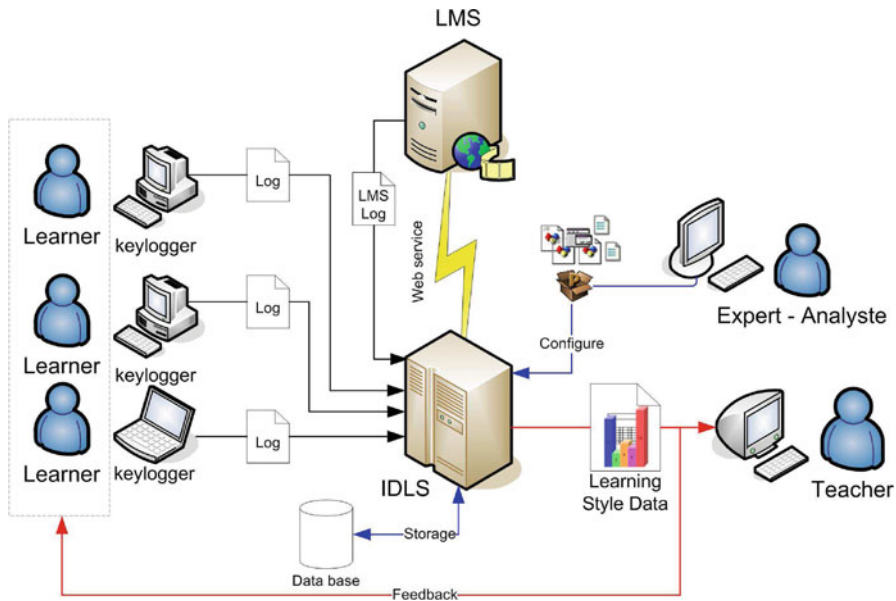 LMS
Log
LMS
Log
Learner
keylogger
Web service
Expert - Analyste
Log
Configure
Learner
keylogger
Log
Learner
keylogger
IDLS
Learning
Style Data
Teacher
Storage
Data base
Feedback